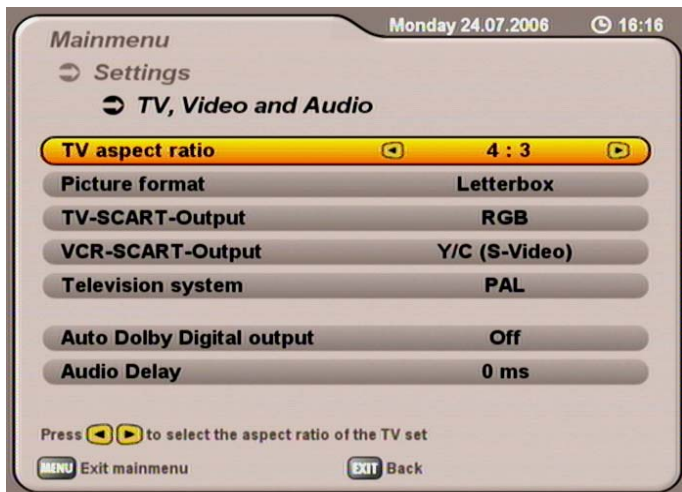 Monday 24.07.2006 16:16
Mainmenu
Settings
TV, Video and Audio
TV aspect ratio 4 : 3
Picture format Letterbox
TV-SCART-Output RGB
VCR-SCART-Output Y/C (S-Video)
Television system PAL
Auto Dolby Digital output Off
Audio Delay 0 ms
Press to select the aspect ratio of the TV set
MENU Exit mainmenu EXIT Back